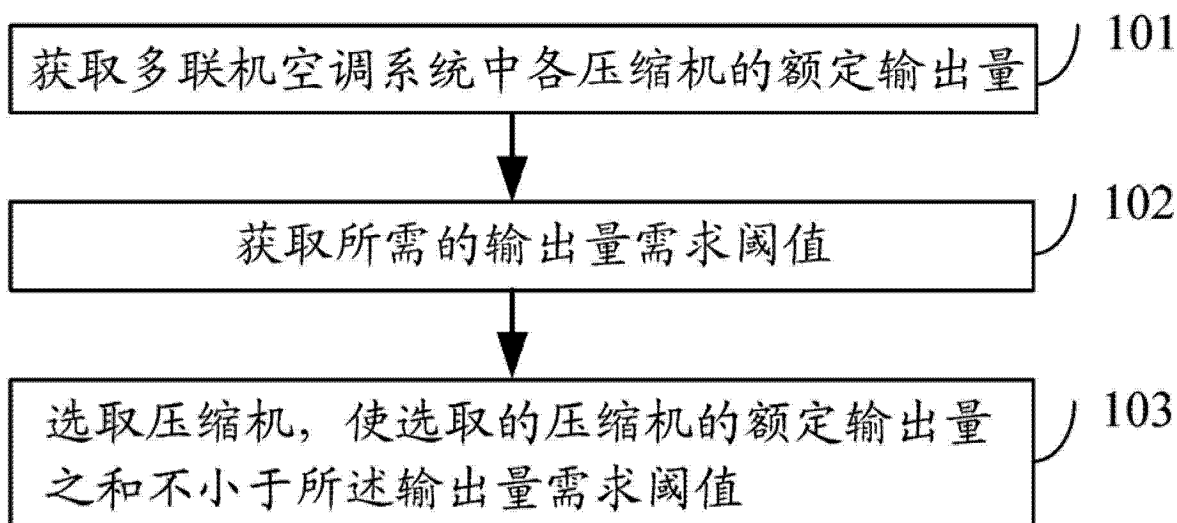 获取多联机空调系统中各压缩机的额定输出量
101
获取所需的输出量需求阈值
102
选取压缩机，使选取的压缩机的额定输出量
之和不小于所述输出量需求阈值
103